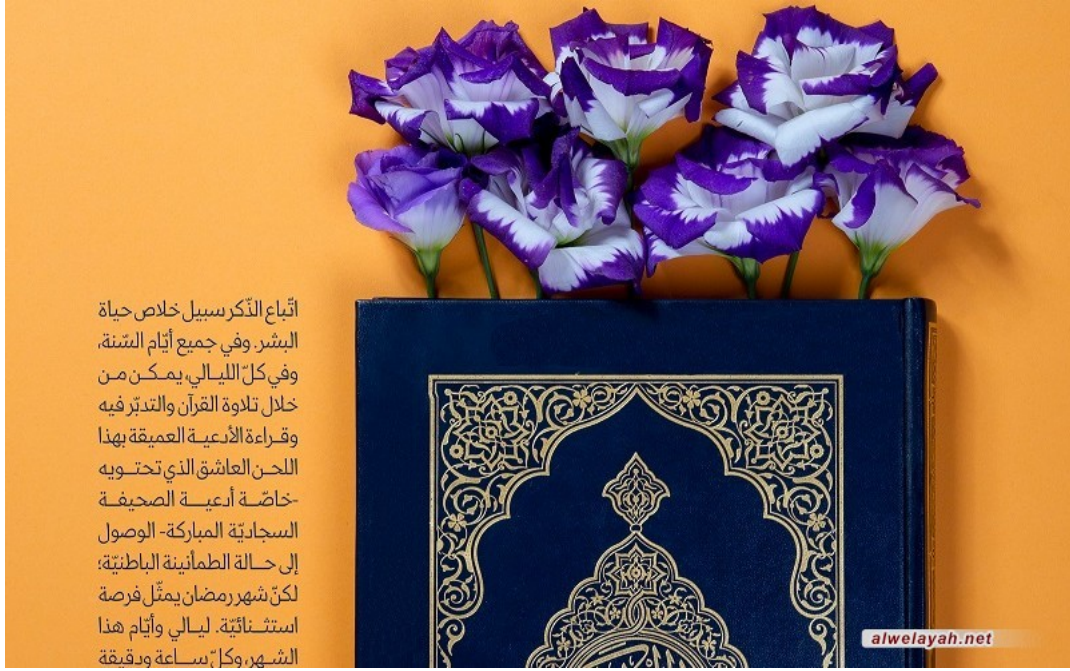 اتّباع الذّكر سبيل خلاص حياة
البشر. وفي جميع أيّام السّنة،
وفي كلّ الليالي، يمكن من
خلال تلاوة القرآن والتدبّر فيه
وقراءة الأدعية العميقة بهذا
اللحن العاشق الذي تحتويه
-خاصّة أدعية الصحيفة
السجاديّة المباركة- الوصول
إلى حالة الطمأنينة الباطنيّة؛
لكنّ شهر رمضان يمثّل فرصة
استثنائيّة. ليالي وأيّام هذا
الشهر، وكلّ ساعة ودقيقة
alwelayah.net